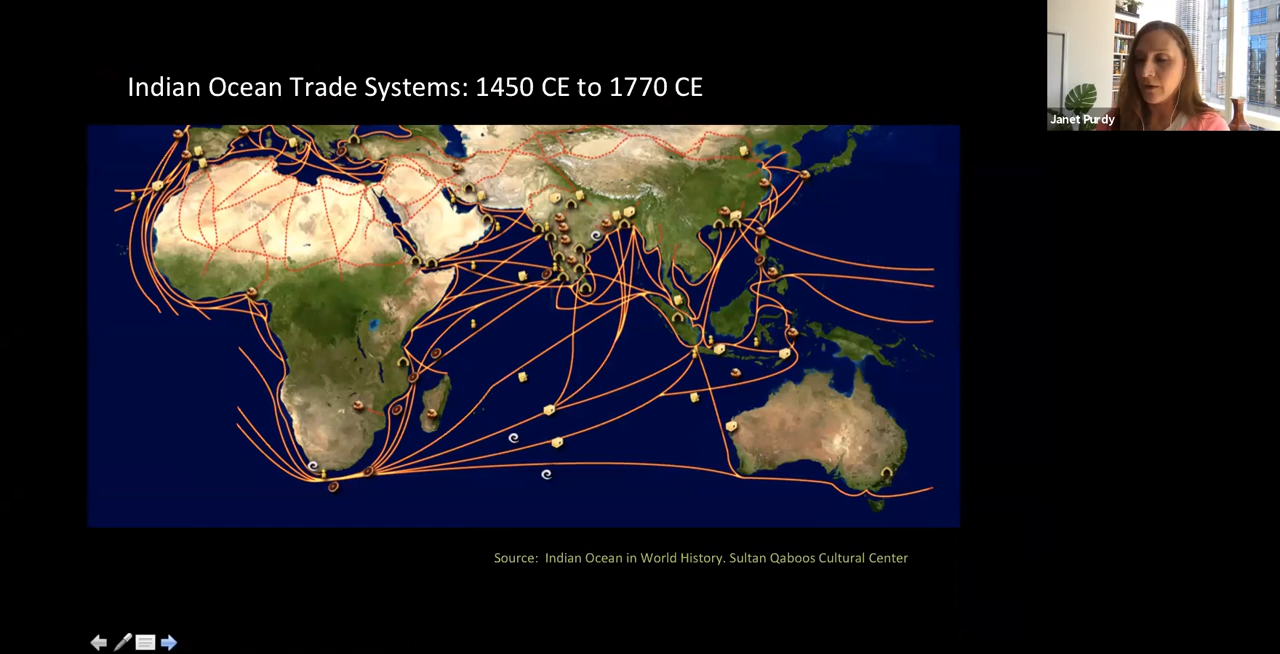 Indian Ocean Trade Systems: 1450 CE to 1770 CE
Janet Purdy
Source:  Indian Ocean in World History. Sultan Qaboos Cultural Center